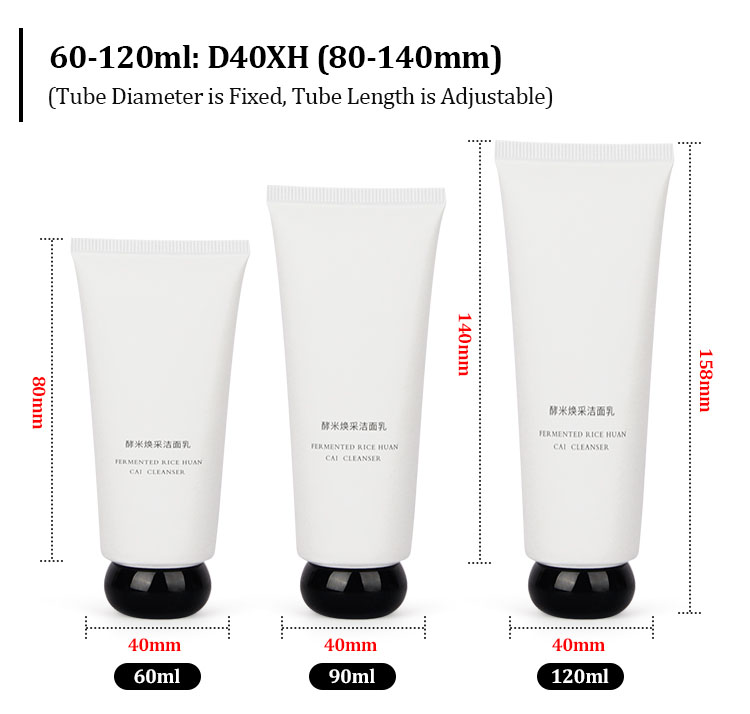 60-120ml: D40XH (80-140mm)
(Tube Diameter is Fixed, Tube Length is Adjustable)
80mm
酵米焕采洁面乳
FERMENTED RICE HUAN
CAI CLEANSER
40mm
60ml
酵米焕采洁面乳
FERMENTED RICE HUAN
CAI CLEANSER
40mm
90ml
140mm
酵米焕采洁面乳
FERMENTED RICE HUAN
CAI CLEANSER
158mm
40mm
120ml